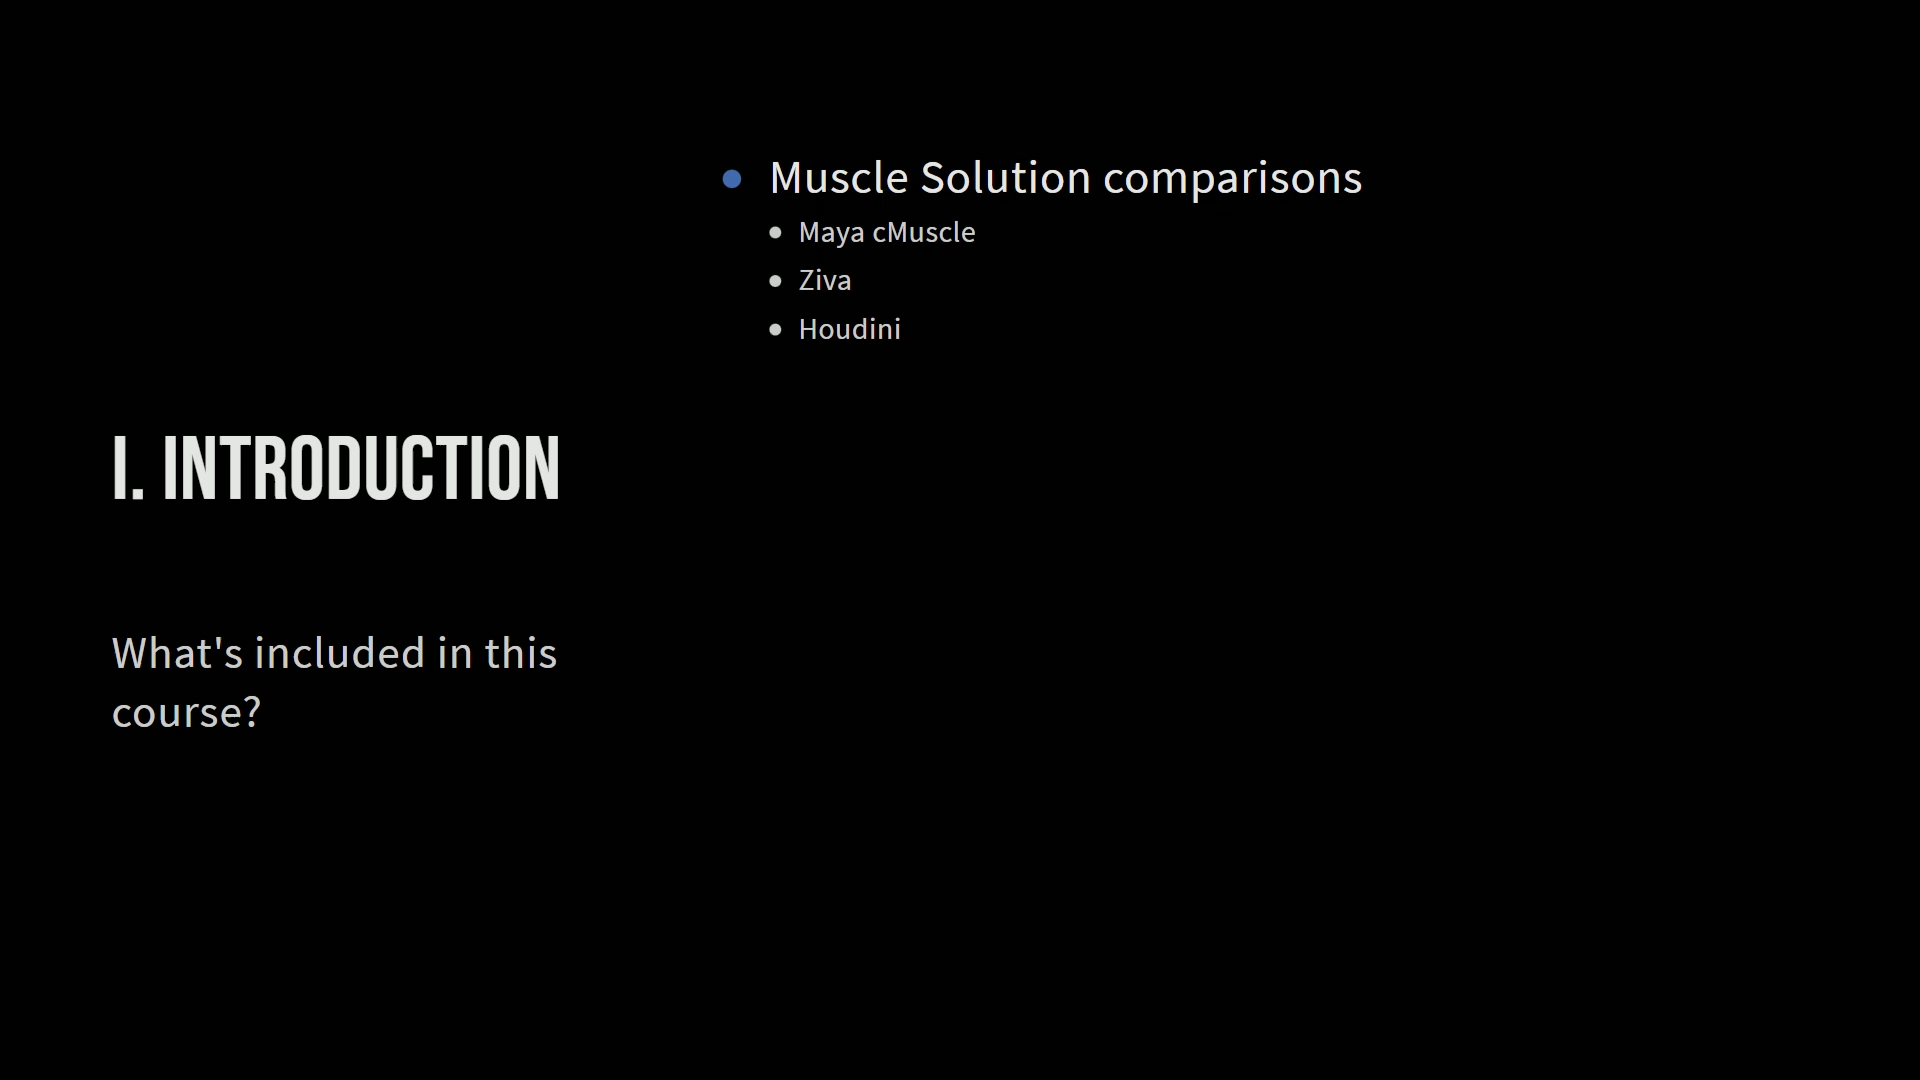 I. INTRODUCTION
What's included in this
course?
Muscle Solution comparisons
Maya cMuscle
Ziva
Houdini